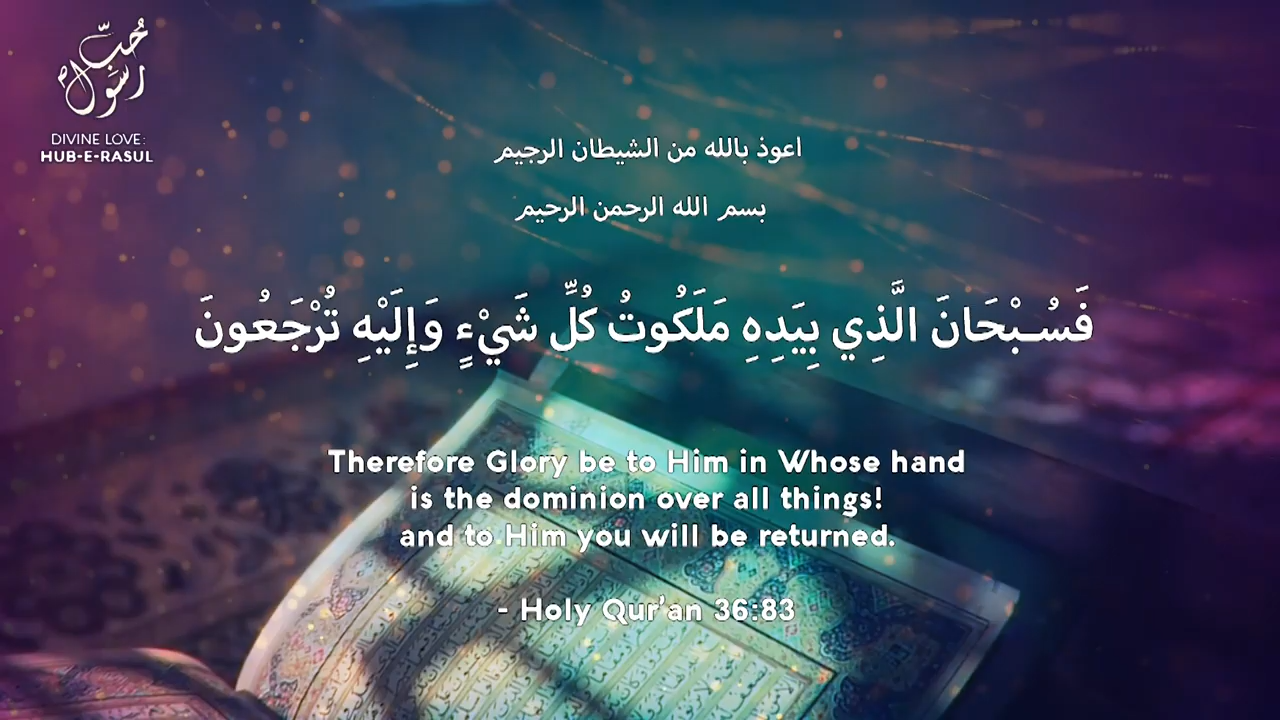 حُبِّ
رَسُوْل
DIVINE LOVE:
HUB-E-RASUL
اعوذ بالله من الشيطان الرجيم
بسم الله الرحمن الرحيم
فَسُبْحَانَ الَّذِي بِيَدِهِ مَلَكُوتُ كُلِّ شَيْءٍ وَإِلَيْهِ تُرْجَعُونَ
Therefore Glory be to Him in Whose hand
is the dominion over all things!
and to Him you will be returned.
- Holy Qur'an 36:83